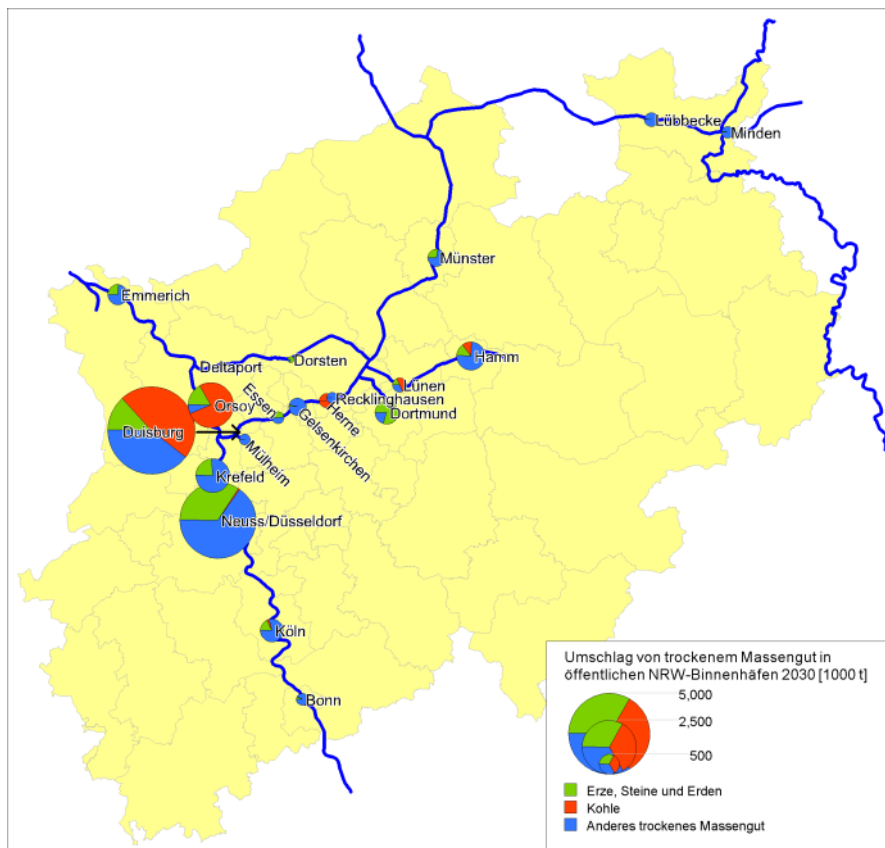 Lübbecke
Minden
Münster
Emmerich
Dorsten
Hamm
Deltaport
Lünen
Orsoy
Essen
Recklinghausen
Herne
Dortmund
Duisburg
Gelsenkirchen
Mülheim
Krefeld
Neuss/Düsseldorf
Köln
Bonn
Umschlag von trockenem Massengut in
öffentlichen NRW-Binnenhäfen 2030 [1000 t]
5,000
2,500
500
Erze, Steine und Erden
Kohle
Anderes trockenes Massengut